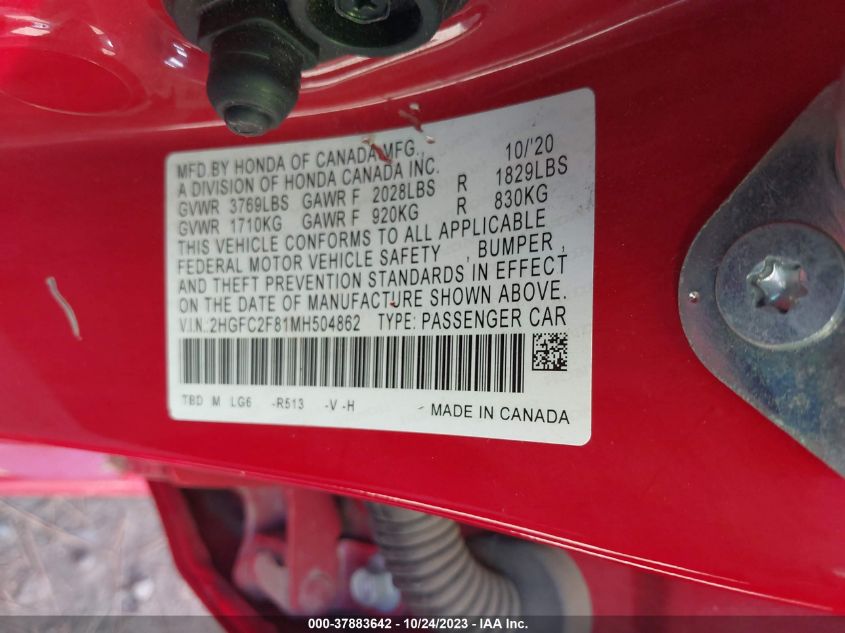 MFD.BY HONDA OF CANADA MFG., 10/'20
A DIVISION OF HONDA CANADA INC.
GVWR 3769LBS GAWR F 2028LBS R 1829LBS
GVWR 1710KG GAWR F 920KG R 830KG
THIS VEHICLE CONFORMS TO ALL APPLICABLE
FEDERAL MOTOR VEHICLE SAFETY , BUMPER ,
AND THEFT PREVENTION STANDARDS IN EFFECT
ON THE DATE OF MANUFACTURE SHOWN ABOVE.
V.I.N.:2HGFC2F81MH504862 TYPE: PASSENGER CAR
TBD M LG6 -R513 -V -H MADE IN CANADA
000-37883642 - 10/24/2023 - IAA Inc.